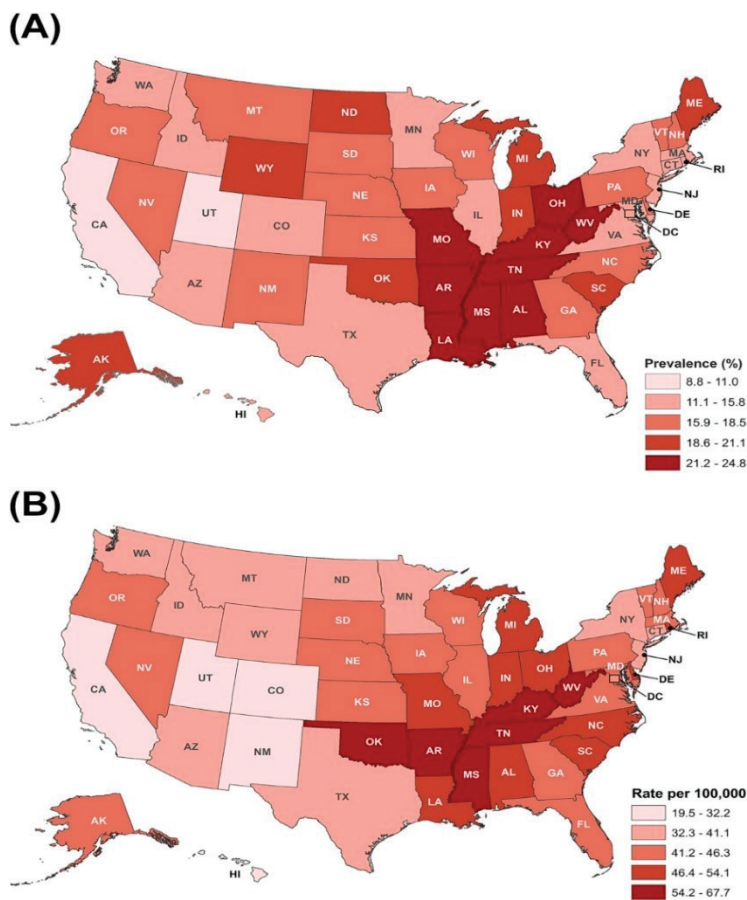 (A)
WA
MT
ND
MN
ME
OR
ID
SD
WI
MI
VT
NH
NY
MA
CT
RI
WY
IA
PA
NJ
NE
OH
MD
DE
NV
UT
CO
IL
IN
WV
DC
CA
KS
MO
KY
VA
NC
AZ
NM
OK
AR
TN
SC
TX
LA
MS
AL
GA
FL
AK
HI
Prevalence (%)
8.8 - 11.0
11.1 - 15.8
15.9 - 18.5
18.6 - 21.1
21.2 - 24.8
(B)
WA
MT
ND
MN
ME
OR
ID
SD
WI
MI
VT
NH
NY
MA
CT
RI
WY
IA
PA
NJ
NE
OH
MD
DE
NV
UT
CO
IL
IN
WV
DC
CA
KS
MO
KY
VA
NC
AZ
NM
OK
AR
TN
SC
TX
LA
MS
AL
GA
FL
AK
HI
Rate per 100,000
19.5 - 32.2
32.3 - 41.1
41.2 - 46.3
46.4 - 54.1
54.2 - 67.7